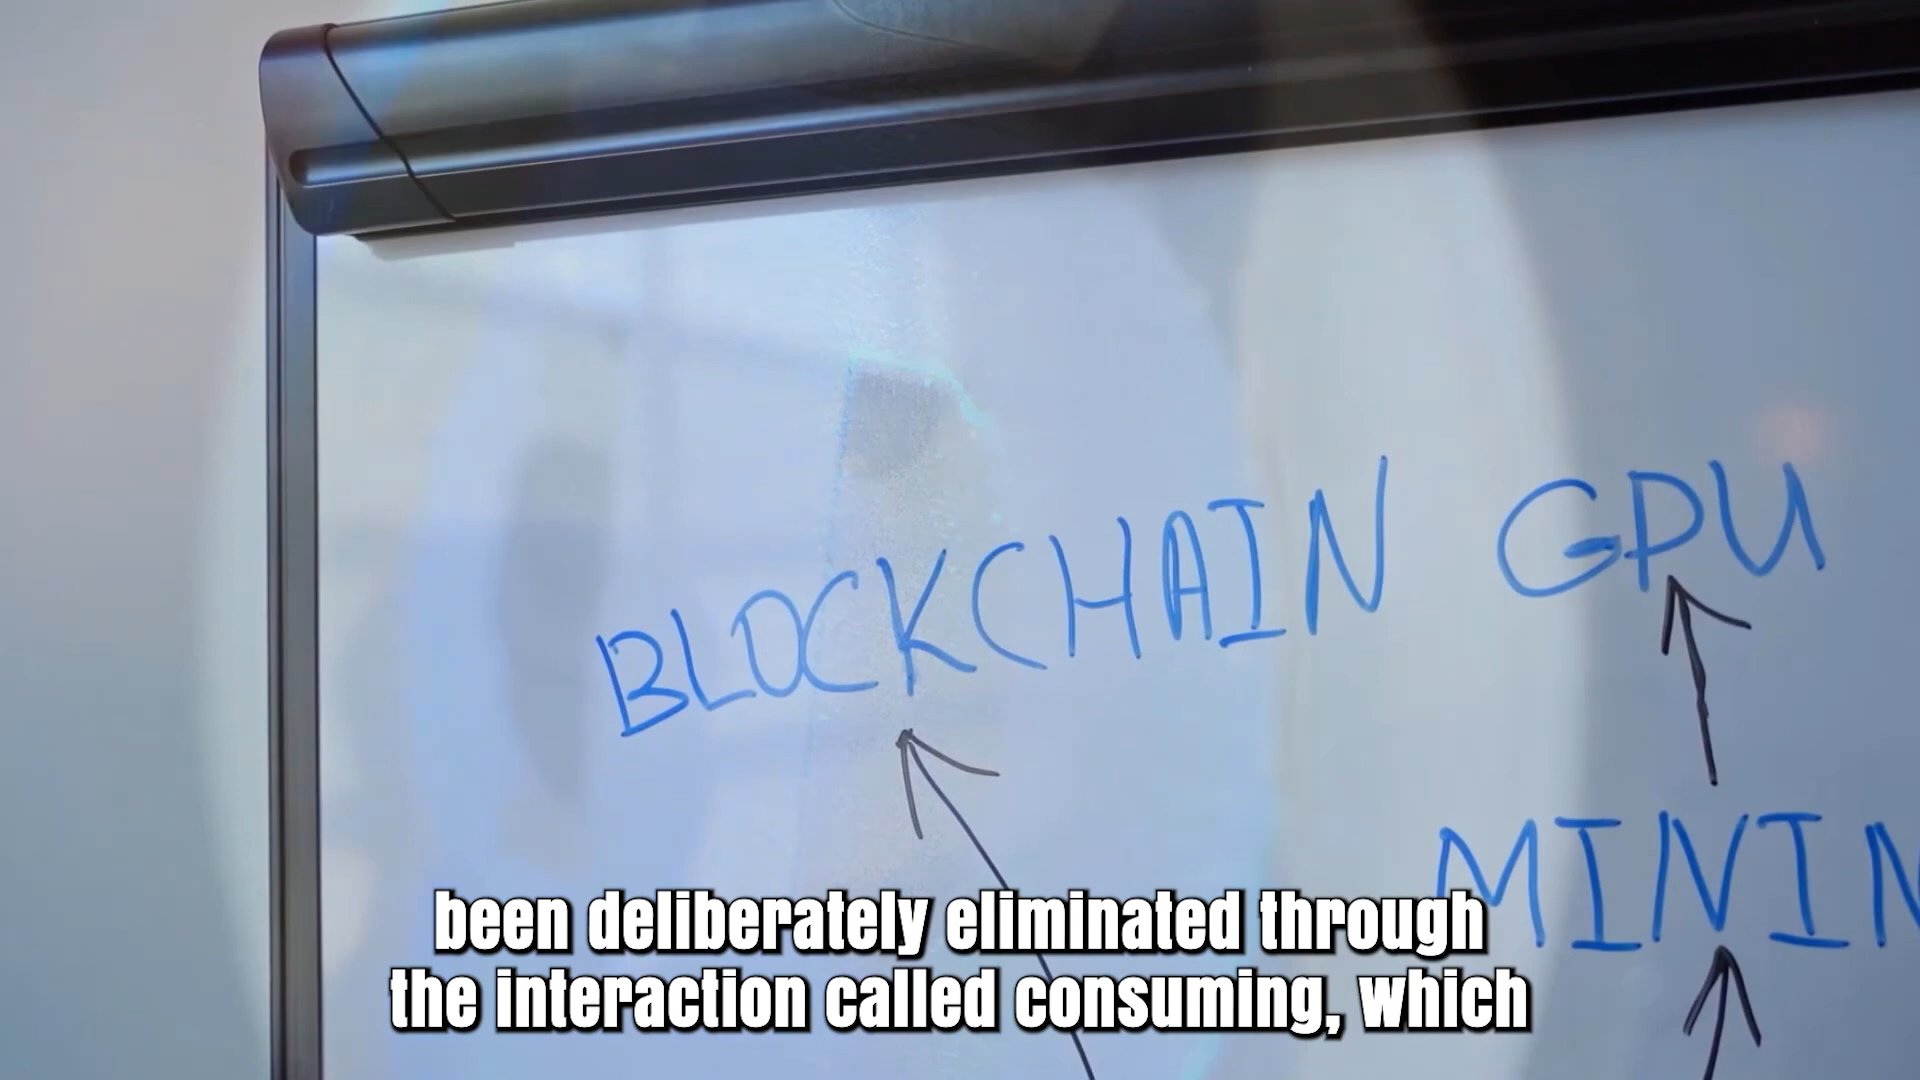 BLOCKCHAIN GPU
MININ
been deliberately eliminated through
the interaction called consuming, which